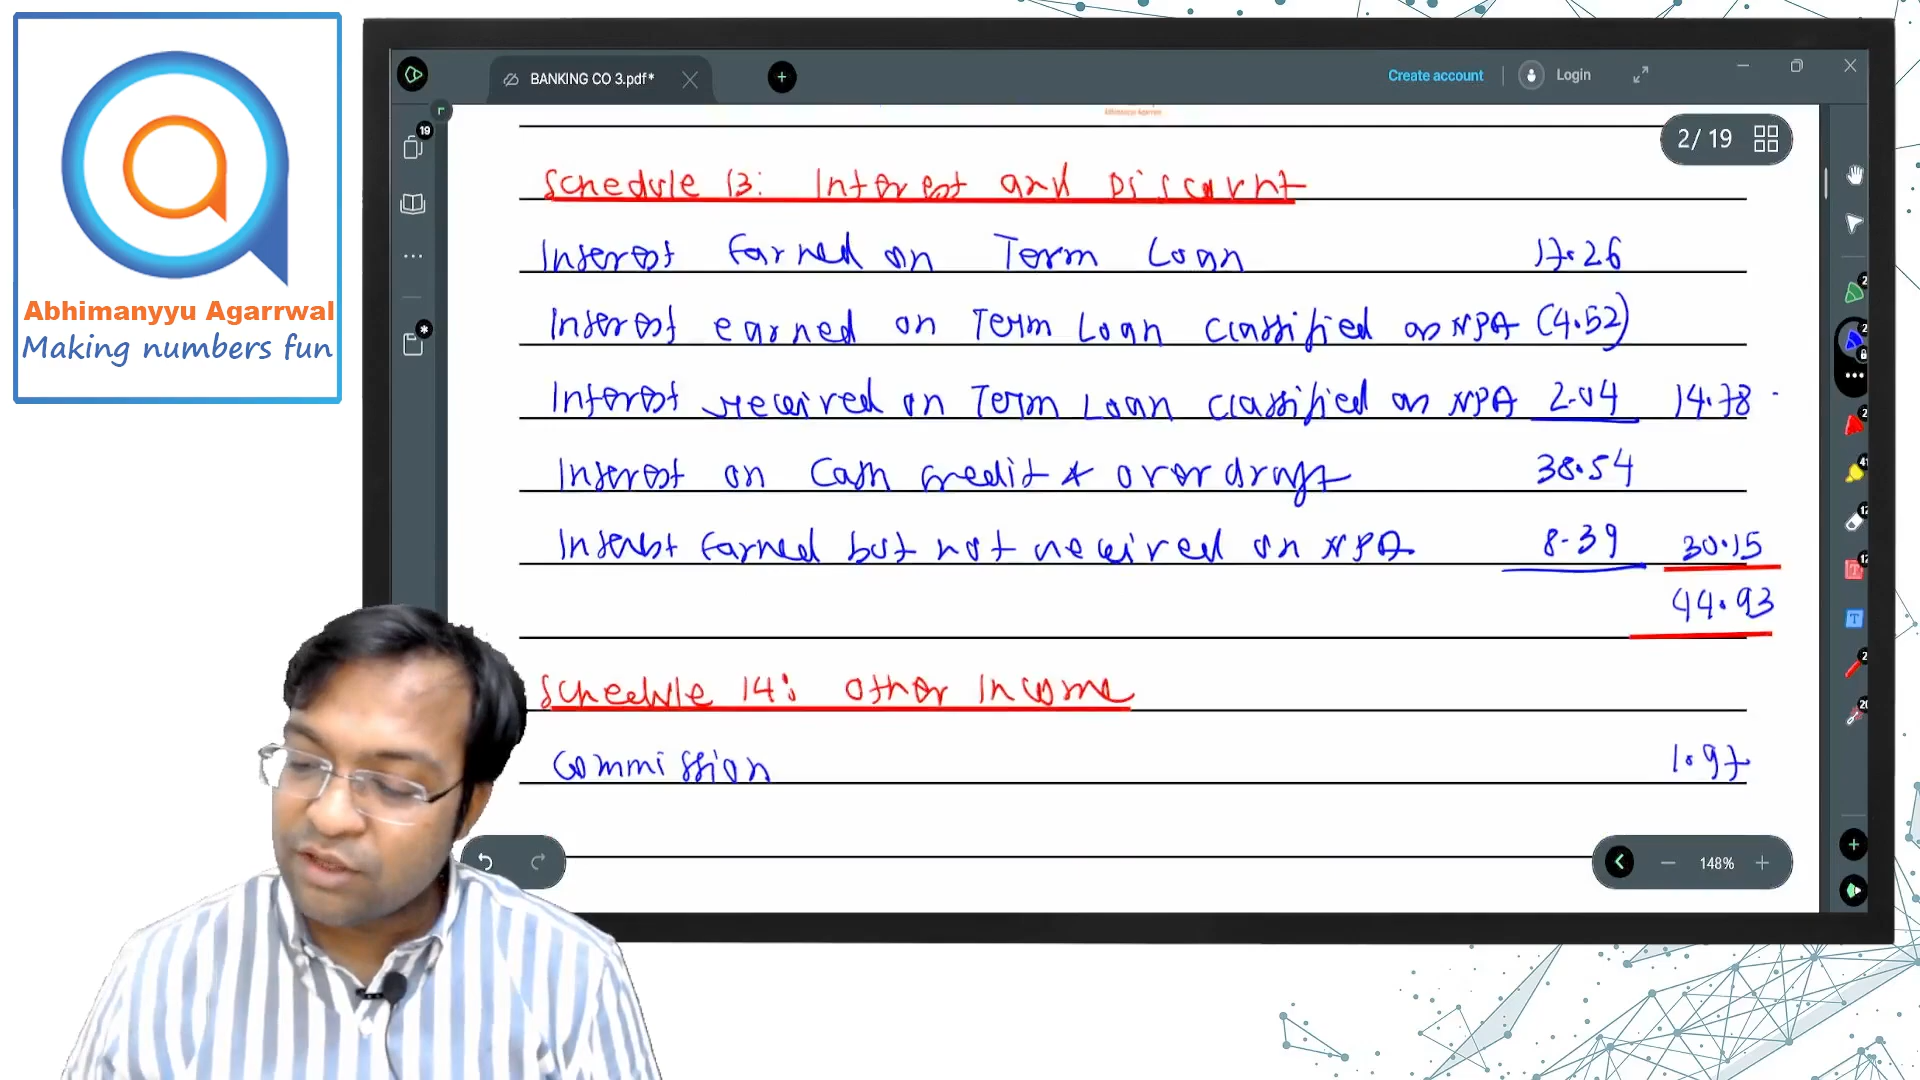 Abhimanyyu Agarrwal
Making numbers fun
BANKING CO 3.pdf*
Create account
Login
19
2/ 19
Schedule 13: Interest and Discount
Interest Earned on Term Loan 17.26
Interest earned on Term Loan classified as NPA (4.52)
Interest received on Term Loan classified as NPA 2.04 14.78
Interest on Cash credit & overdraft 38.54
Interest Earned but not received on NPA 8.39 30.15
44.93
Schedule 14: Other Income
Commission 1.97
148%